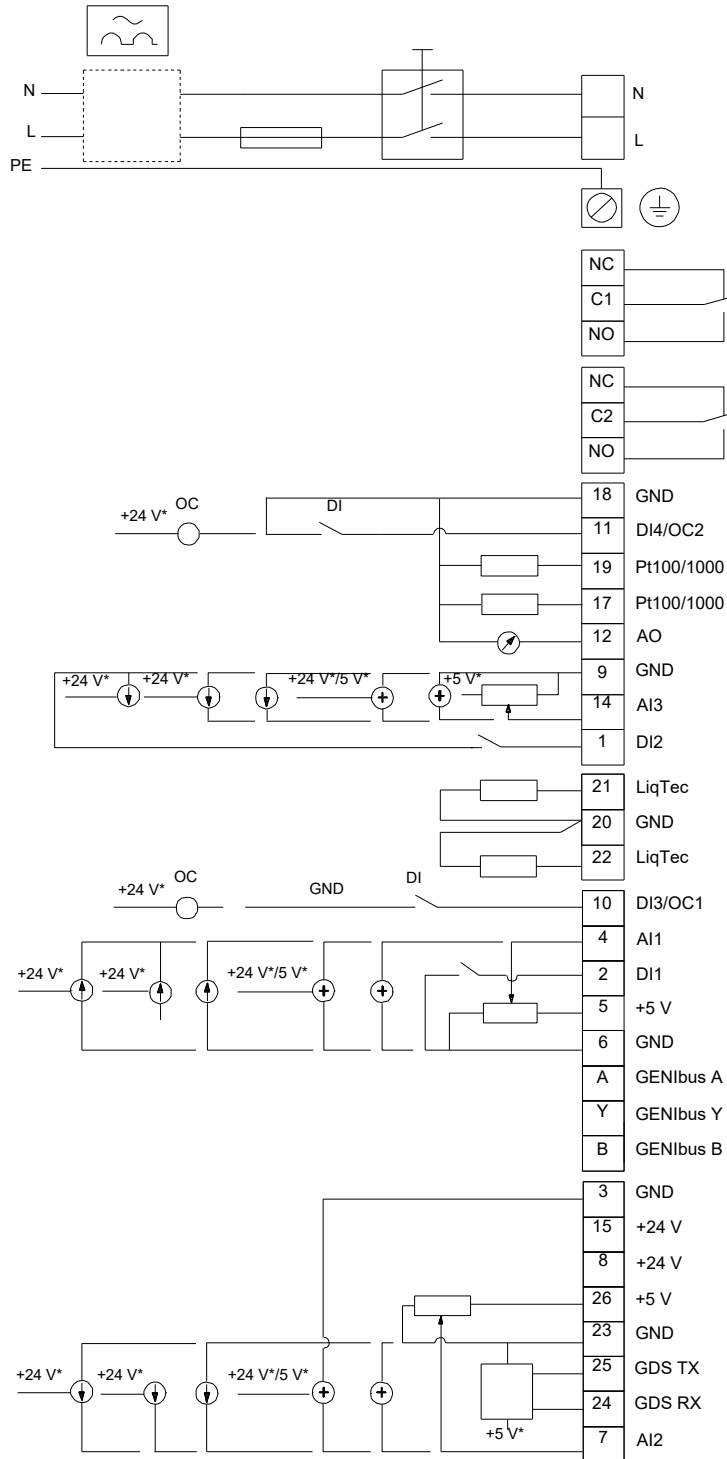 N N
L L
PE
NC
C1
NO
NC
C2
NO
18 GND
+24 V* OC DI 11 DI4/OC2
19 Pt100/1000
17 Pt100/1000
12 AO
9 GND
+24 V* +24 V* +24 V*/5 V* +5 V*
14 AI3
1 DI2
21 LiqTec
20 GND
22 LiqTec
+24 V* OC GND DI 10 DI3/OC1
4 AI1
+24 V* +24 V* +24 V*/5 V* 2 DI1
5 +5 V
6 GND
A GENIbus A
Y GENIbus Y
B GENIbus B
3 GND
15 +24 V
8 +24 V
26 +5 V
23 GND
+24 V* +24 V* +24 V*/5 V* 25 GDS TX
24 GDS RX
+5 V* 7 AI2